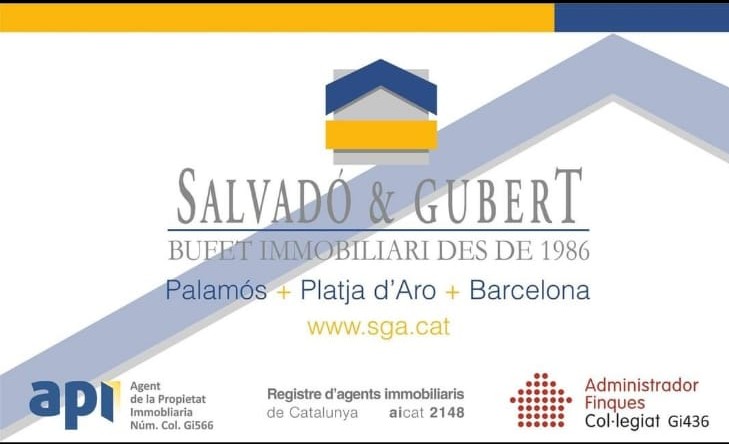 SALVADÓ & GUBERT
BUFET IMMOBILIARI DES DE 1986
Palamós + Platja d'Aro + Barcelona
www.sga.cat
api
Agent
de la Propietat
Immobiliaria
Núm. Col. Gi566
Registre d'agents immobiliaris
de Catalunya aicat 2148
Administrador
Finques
Col·legiat Gi436